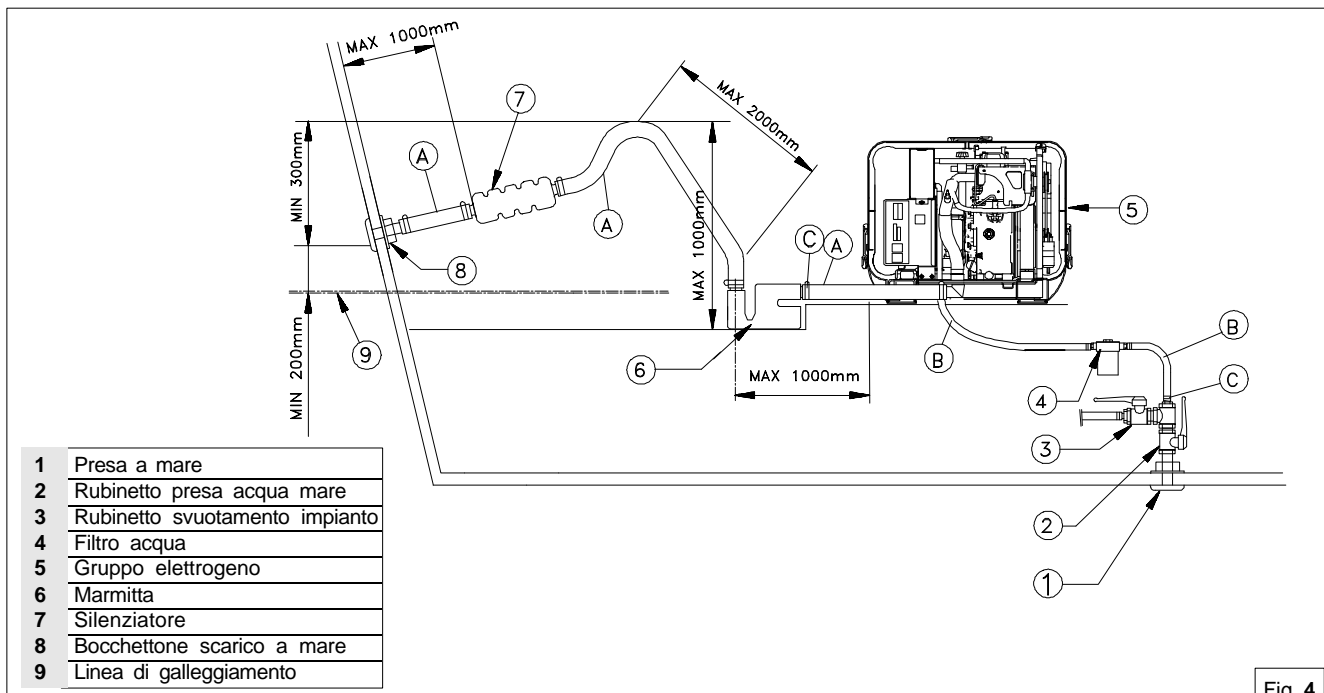 MAX 1000mm
MAX 2000mm
7
MIN 300mm
A
A
MAX 1000mm
C
A
5
8
B
B
9
6
MIN 200mm
MAX 1000mm
4
C
3
2
1
1 Presa a mare
2 Rubinetto presa acqua mare
3 Rubinetto svuotamento impianto
4 Filtro acqua
5 Gruppo elettrogeno
6 Marmitta
7 Silenziatore
8 Bocchettone scarico a mare
9 Linea di galleggiamento
Fig. 4